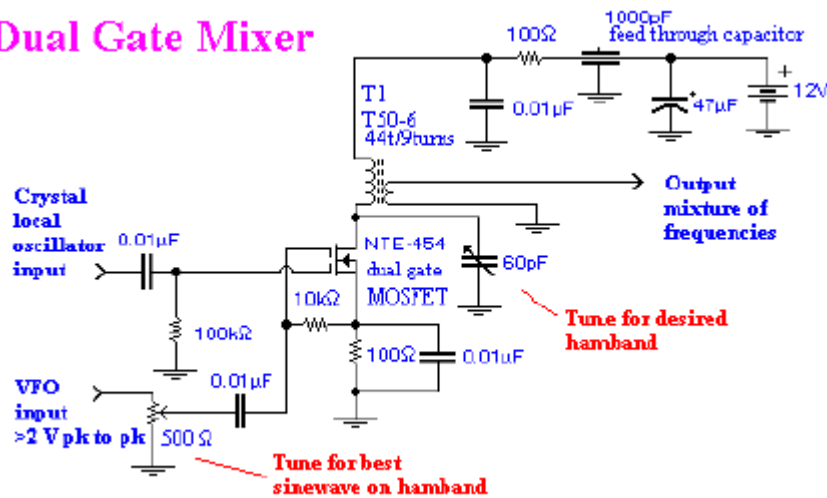 Dual Gate Mixer
1000pF
feed through capacitor
100Ω
+
12V
T1
T50-6
44t/9turns
0.01µF
+
47µF
Crystal
local
oscillator
input
0.01µF
Output
mixture of
frequencies
NTE-454
dual gate
MOSFET
60pF
10kΩ
Tune for desired
hamband
100kΩ
100Ω
0.01µF
VFO
input
>2 V pk to pk
0.01µF
500 Ω
Tune for best
sinewave on hamband